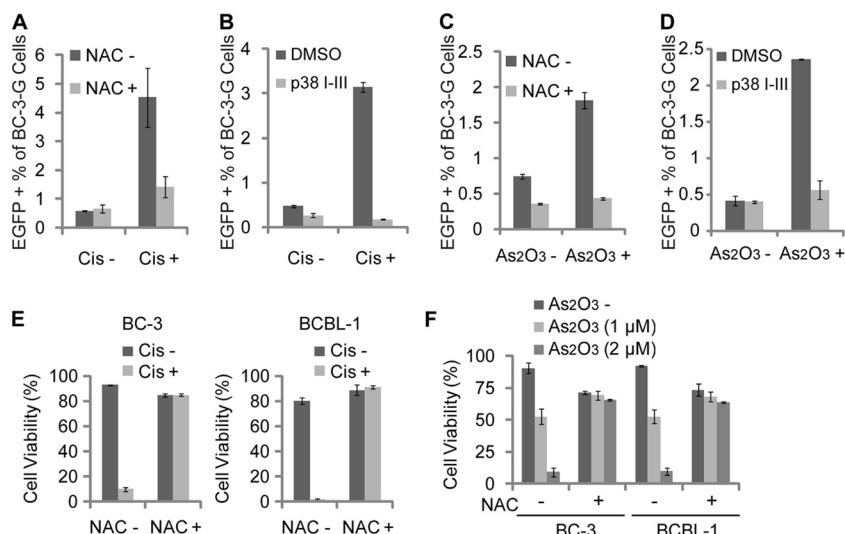 A
EGFP + % of BC-3-G Cells
6
5
4
3
2
1
0
NAC -
NAC +
Cis - Cis +
B
EGFP + % of BC-3-G Cells
4
3
2
1
0
DMSO
p38 I-III
Cis - Cis +
C
EGFP + % of BC-3-G Cells
2.5
2
1.5
1
0.5
0
NAC -
NAC +
As2O3 - As2O3 +
D
EGFP + % of BC-3-G Cells
2.5
2
1.5
1
0.5
0
DMSO
p38 I-III
As2O3 - As2O3 +
E
BC-3
Cis -
Cis +
Cell Viability (%)
100
80
60
40
20
0
NAC - NAC +
BCBL-1
Cis -
Cis +
Cell Viability (%)
100
80
60
40
20
0
NAC - NAC +
F
As2O3 -
As2O3 (1 µM)
As2O3 (2 µM)
Cell Viability (%)
100
75
50
25
0
NAC - + - +
BC-3 BCBL-1